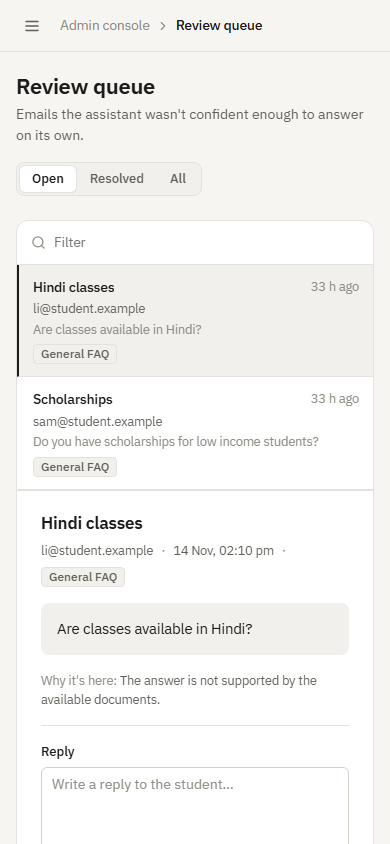 Admin console > Review queue
Review queue
Emails the assistant wasn't confident enough to answer
on its own.
Open Resolved All
Filter
Hindi classes 33 h ago
li@student.example
Are classes available in Hindi?
General FAQ
Scholarships 33 h ago
sam@student.example
Do you have scholarships for low income students?
General FAQ
Hindi classes
li@student.example · 14 Nov, 02:10 pm ·
General FAQ
Are classes available in Hindi?
Why it's here: The answer is not supported by the
available documents.
Reply
Write a reply to the student...